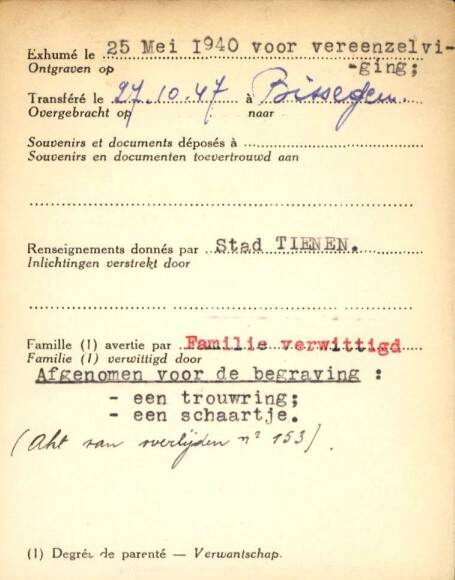 Exhumé le 25 Mei 1940 voor vereenzelvi-
Ontgraven op -ging;
Transféré le 27.10.47 à Bissegem.
Overgebracht op naar
Souvenirs et documents déposés à
Souvenirs en documenten toevertrouwd aan
Renseignements donnés par Stad TIENEN.
Inlichtingen verstrekt door
Famille (1) avertie par Familie verwittigd
Familie (1) verwittigd door
Afgenomen voor de begraving :
- een trouwring;
- een schaartje.
(Akt van overlijden n° 153).
(1) Degré de parenté — Verwantschap.